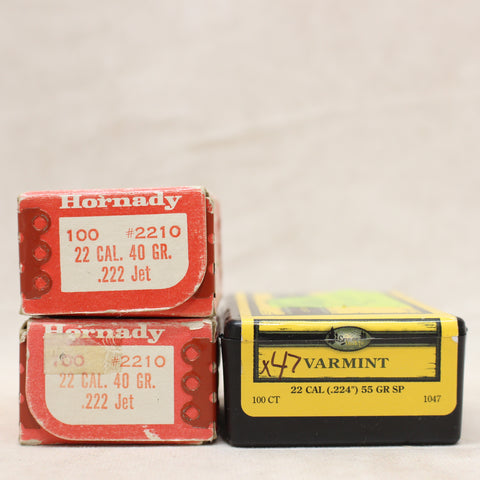 Hornady
100 #2210
22 CAL. 40 GR.
.222 Jet
Hornady
100 #2210
22 CAL. 40 GR.
.222 Jet
x47 VARMINT
22 CAL (.224") 55 GR SP
100 CT 1047